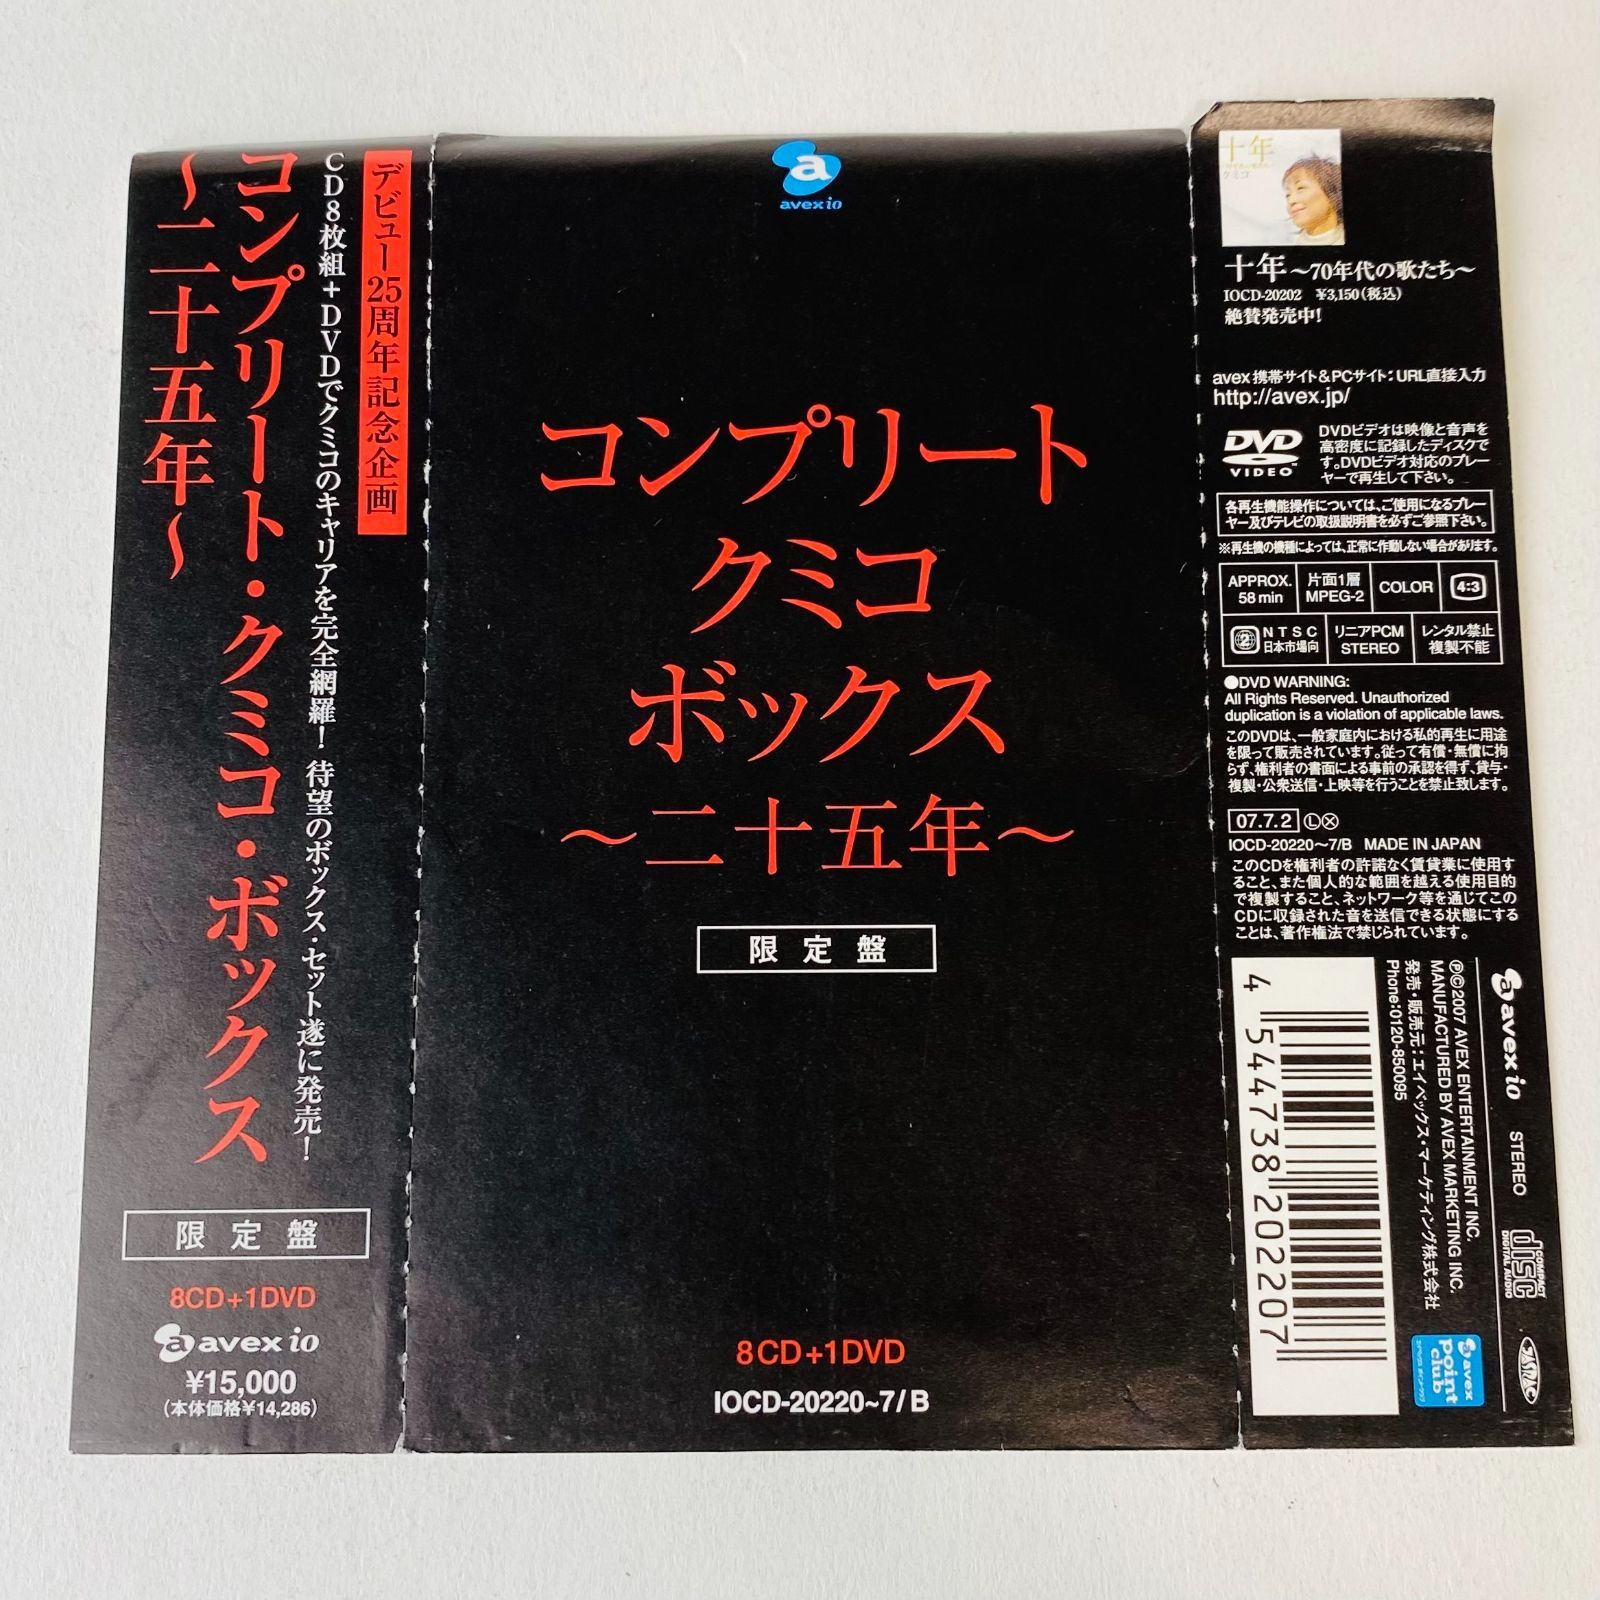 デビュー25周年記念企画
CD8枚組＋DVDでクミコのキャリアを完全網羅！待望のボックス・セット遂に発売！
コンプリート・クミコ・ボックス
〜二十五年〜
限定盤
8CD+1DVD
avex io
¥15,000
(本体価格¥14,286)
a
avex io
コンプリート
クミコ
ボックス
〜二十五年〜
限定盤
8CD+1DVD
IOCD-20220~7/B
十年
クミコ
十年〜70年代の歌たち〜
IOCD-20202 ¥3,150(税込)
絶賛発売中！
avex 携帯サイト&PCサイト：URL直接入力
http://avex.jp/
DVD
VIDEO™
DVDビデオは映像と音声を
高密度に記録したディスクで
す。DVDビデオ対応のプレー
ヤーで再生して下さい。
各再生機能操作については、ご使用になるプレー
ヤー及びテレビの取扱説明書を必ずご参照下さい。
※再生機の機種によっては、正常に作動しない場合があります。
APPROX. 58 min
片面1層 MPEG-2
COLOR
4:3
2 NTSC 日本市場向
リニアPCM STEREO
レンタル禁止 複製不能
●DVD WARNING:
All Rights Reserved. Unauthorized
duplication is a violation of applicable laws.
このDVDは、一般家庭内における私的再生に用途
を限って販売されています。従って有償・無償に拘
らず、権利者の書面による事前の承認を得ず、貸与・
複製・公衆送信・上映等を行うことを禁止致します。
07.7.2 Ⓛ Ⓧ
IOCD-20220〜7/B MADE IN JAPAN
このCDを権利者の許諾なく賃貸業に使用す
ること、また個人的な範囲を越える使用目的
で複製すること、ネットワーク等を通じてこの
CDに収録された音を送信できる状態にする
ことは、著作権法で禁じられています。
4544738202207
avex io STEREO
COMPACT
disc
DIGITAL AUDIO
JASRAC
℗©2007 AVEX ENTERTAINMENT INC.
MANUFACTURED BY AVEX MARKETING INC.
発売・販売元：エイベックス・マーケティング株式会社
Phone:0120-850095
avex
point
club